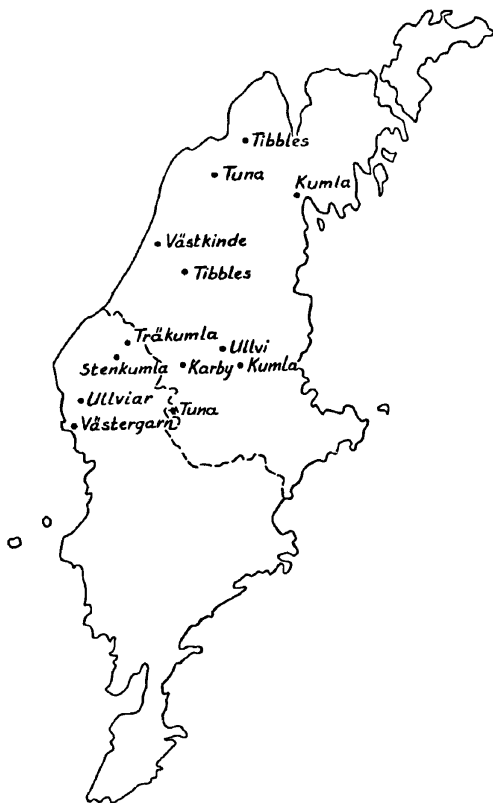 Tibbles
Tuna
Kumla
Västkinde
Tibbles
Träkumla
Ullvi
Stenkumla
Karby
Kumla
Ullviar
Tuna
Västergarn